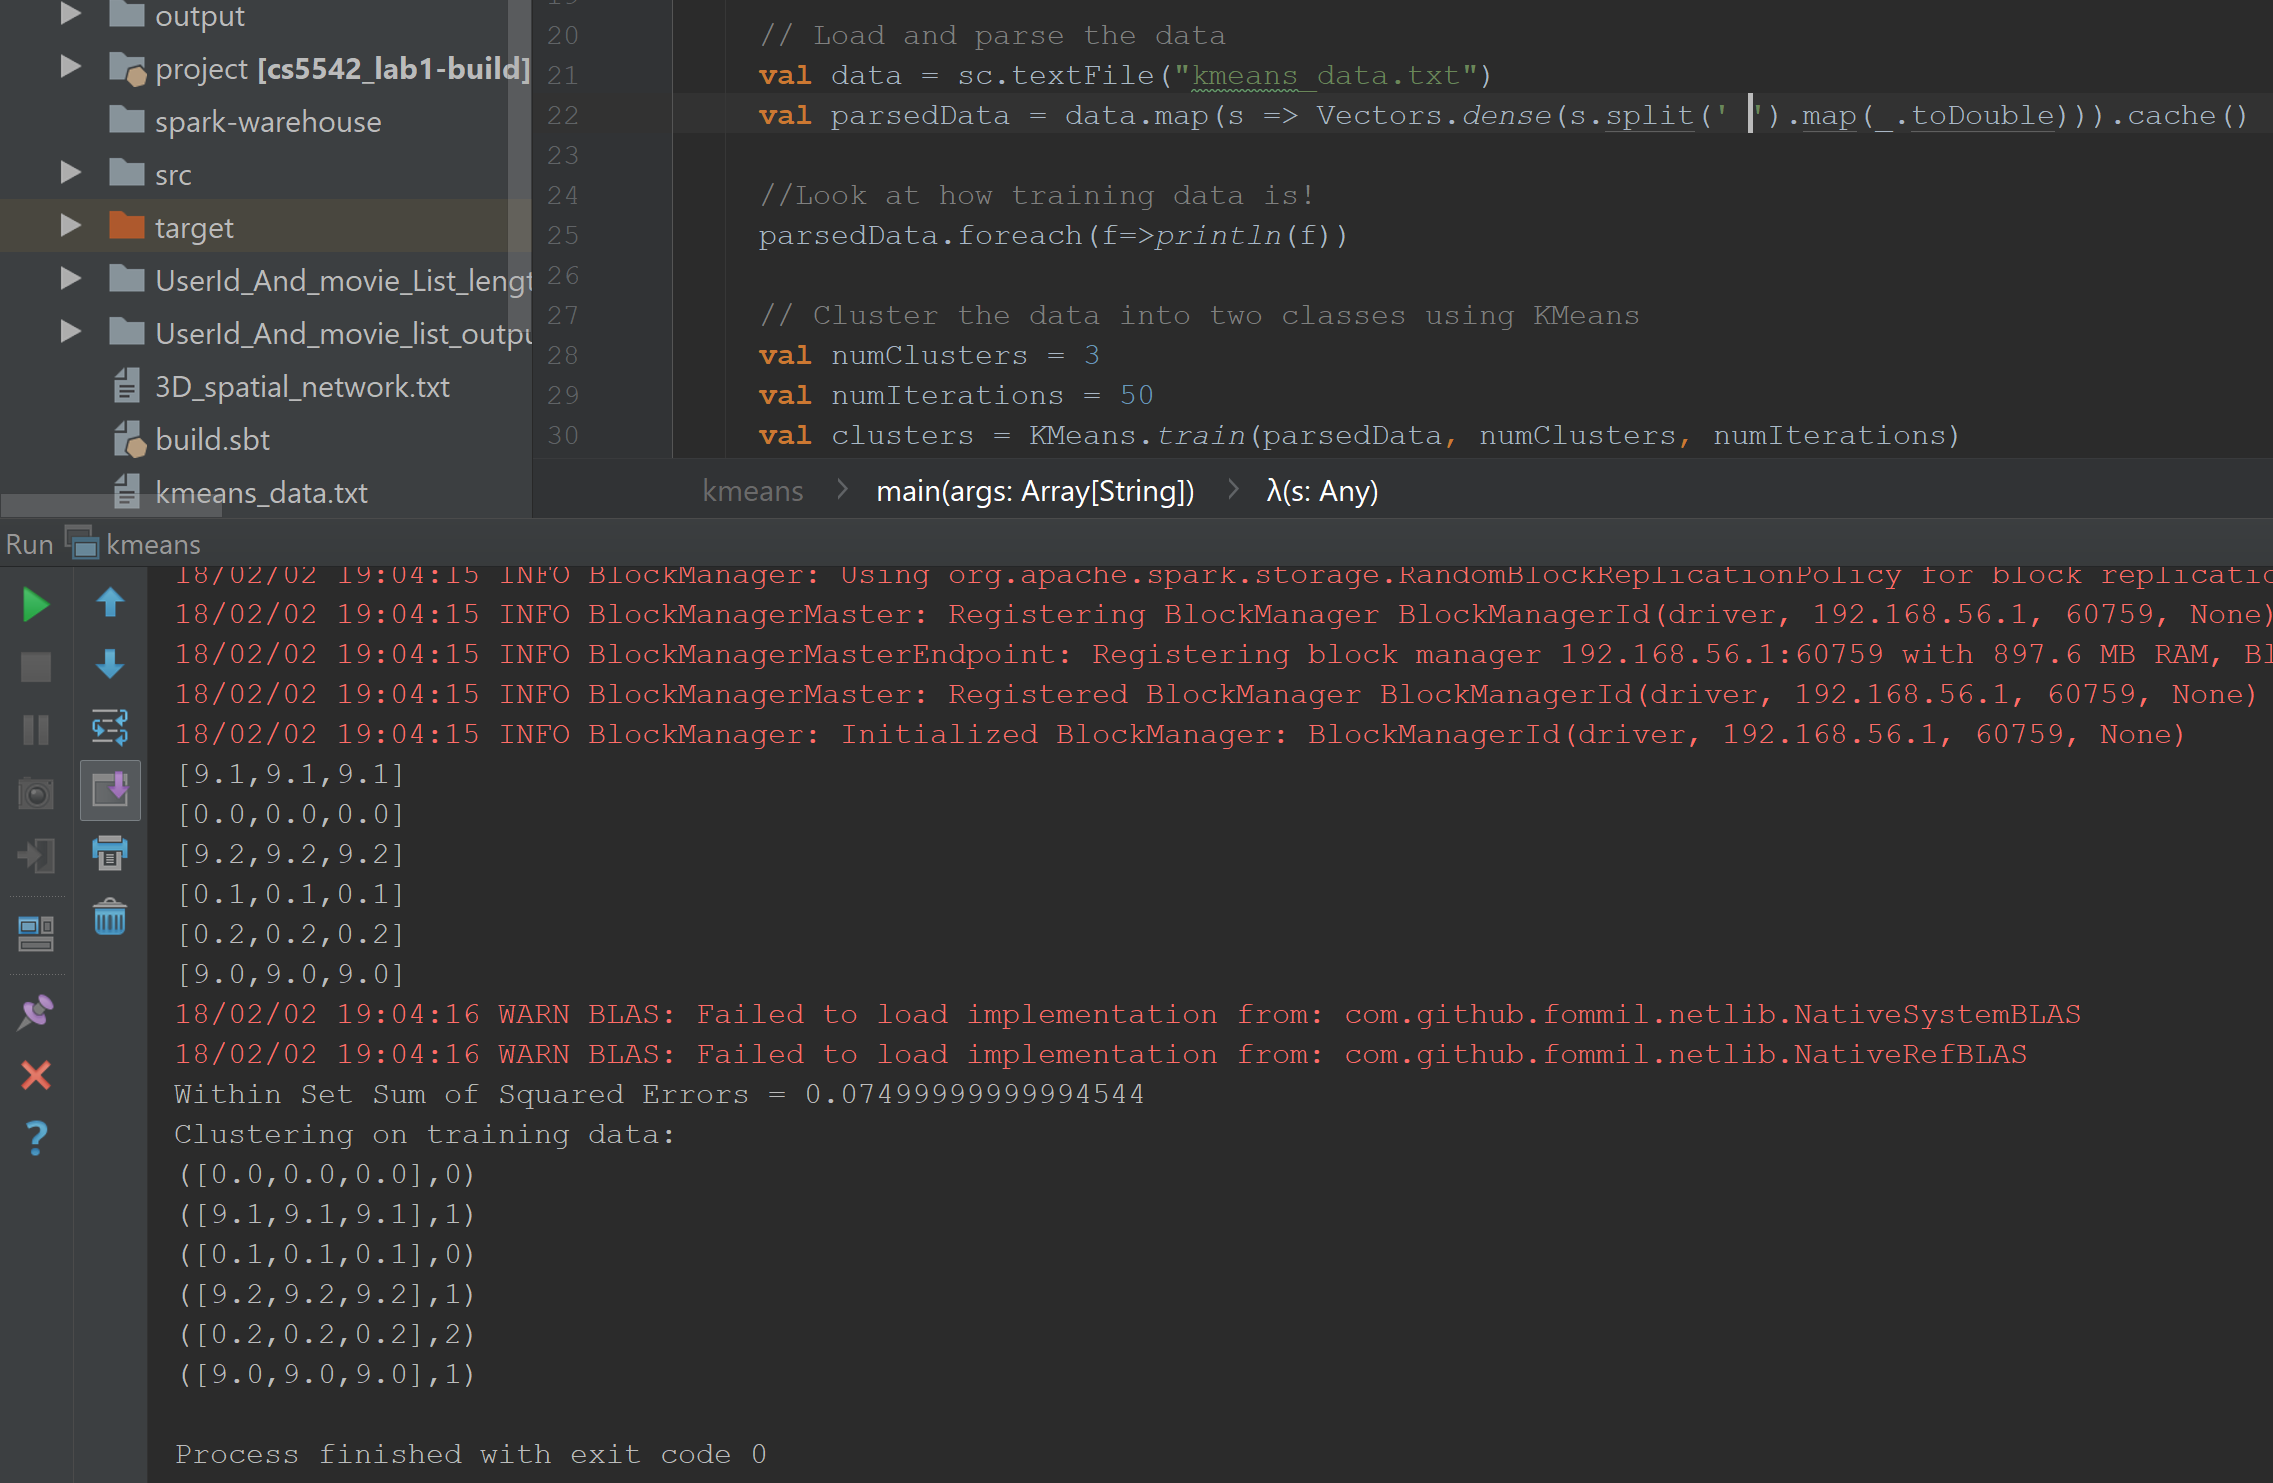 output
project [cs5542_lab1-build]
spark-warehouse
src
target
UserId_And_movie_List_lengt
UserId_And_movie_list_outpu
3D_spatial_network.txt
build.sbt
kmeans_data.txt
19
20 // Load and parse the data
21 val data = sc.textFile("kmeans_data.txt")
22 val parsedData = data.map(s => Vectors.dense(s.split(' ').map(_.toDouble))).cache()
23
24 //Look at how training data is!
25 parsedData.foreach(f=>println(f))
26
27 // Cluster the data into two classes using KMeans
28 val numClusters = 3
29 val numIterations = 50
30 val clusters = KMeans.train(parsedData, numClusters, numIterations)
kmeans > main(args: Array[String]) > λ(s: Any)
Run kmeans
18/02/02 19:04:15 INFO BlockManager: Using org.apache.spark.storage.RandomBlockReplicationPolicy for block replicatio
18/02/02 19:04:15 INFO BlockManagerMaster: Registering BlockManager BlockManagerId(driver, 192.168.56.1, 60759, None)
18/02/02 19:04:15 INFO BlockManagerMasterEndpoint: Registering block manager 192.168.56.1:60759 with 897.6 MB RAM, Bl
18/02/02 19:04:15 INFO BlockManagerMaster: Registered BlockManager BlockManagerId(driver, 192.168.56.1, 60759, None)
18/02/02 19:04:15 INFO BlockManager: Initialized BlockManager: BlockManagerId(driver, 192.168.56.1, 60759, None)
[9.1,9.1,9.1]
[0.0,0.0,0.0]
[9.2,9.2,9.2]
[0.1,0.1,0.1]
[0.2,0.2,0.2]
[9.0,9.0,9.0]
18/02/02 19:04:16 WARN BLAS: Failed to load implementation from: com.github.fommil.netlib.NativeSystemBLAS
18/02/02 19:04:16 WARN BLAS: Failed to load implementation from: com.github.fommil.netlib.NativeRefBLAS
Within Set Sum of Squared Errors = 0.07499999999994544
Clustering on training data:
([0.0,0.0,0.0],0)
([9.1,9.1,9.1],1)
([0.1,0.1,0.1],0)
([9.2,9.2,9.2],1)
([0.2,0.2,0.2],2)
([9.0,9.0,9.0],1)
Process finished with exit code 0